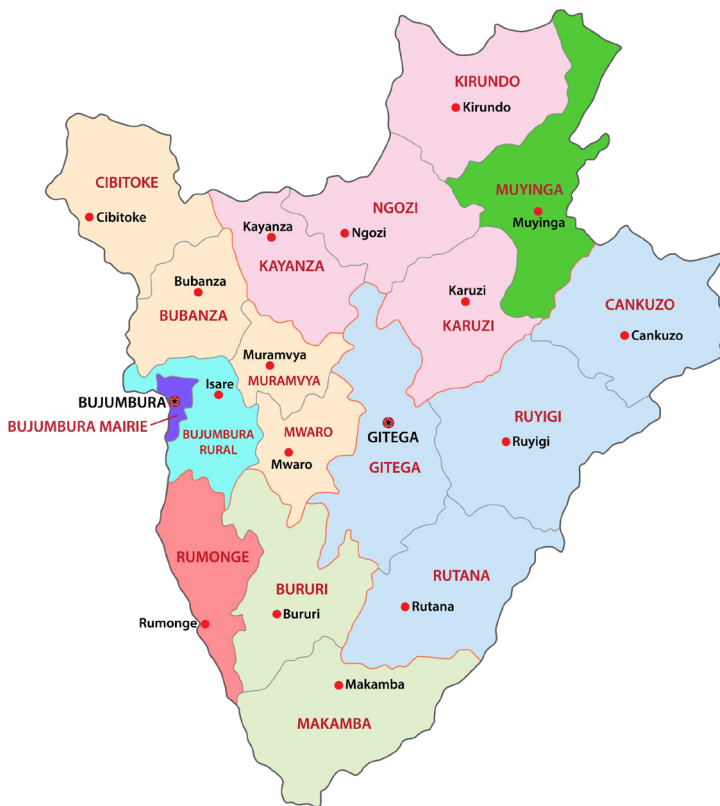 KIRUNDO
Kirundo
CIBITOKE
Cibitoke
MUYINGA
Muyinga
NGOZI
Ngozi
Kayanza
KAYANZA
Bubanza
BUBANZA
Karuzi
KARUZI
CANKUZO
Cankuzo
Muramvya
MURAMVYA
Isare
BUJUMBURA
BUJUMBURA MAIRIE
BUJUMBURA
RURAL
MWARO
Mwaro
GITEGA
GITEGA
RUYIGI
Ruyigi
RUMONGE
Rumonge
BURURI
Bururi
RUTANA
Rutana
Makamba
MAKAMBA